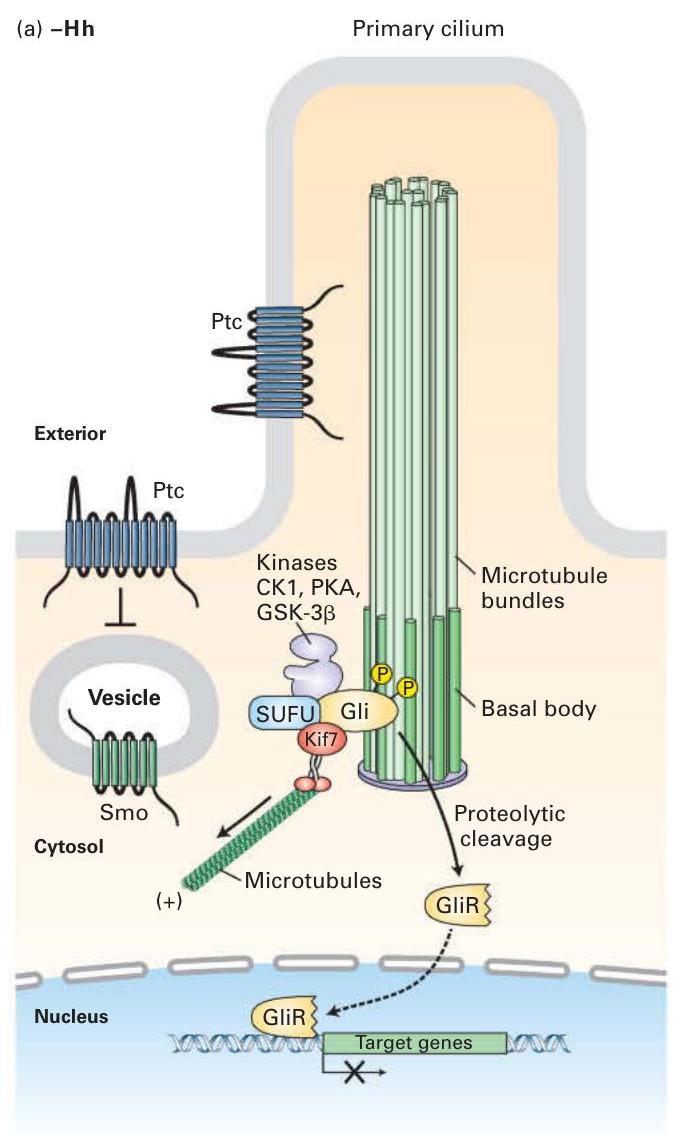 (a) –Hh
Primary cilium
Ptc
Exterior
Ptc
Kinases
CK1, PKA,
GSK-3β
Microtubule
bundles
P
P
Vesicle
SUFU
Gli
Basal body
Kif7
Smo
Proteolytic
cleavage
Cytosol
Microtubules
(+)
GliR
Nucleus
GliR
Target genes